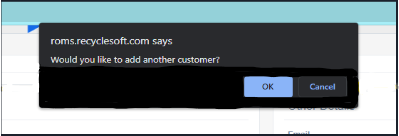 roms.recyclesoft.com says
Would you like to add another customer?
OK
Cancel